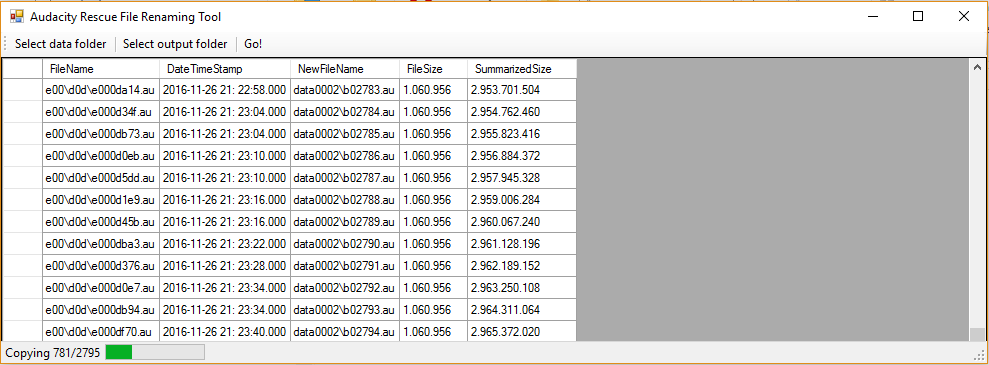 Audacity Rescue File Renaming Tool
Select data folder Select output folder Go!
FileName DateTimeStamp NewFileName FileSize SummarizedSize
e00\d0d\e000da14.au 2016-11-26 21: 22:58.000 data0002\b02783.au 1.060.956 2.953.701.504
e00\d0d\e000d34f.au 2016-11-26 21: 23:04.000 data0002\b02784.au 1.060.956 2.954.762.460
e00\d0d\e000db73.au 2016-11-26 21: 23:04.000 data0002\b02785.au 1.060.956 2.955.823.416
e00\d0d\e000d0eb.au 2016-11-26 21: 23:10.000 data0002\b02786.au 1.060.956 2.956.884.372
e00\d0d\e000d5dd.au 2016-11-26 21: 23:10.000 data0002\b02787.au 1.060.956 2.957.945.328
e00\d0d\e000d1e9.au 2016-11-26 21: 23:16.000 data0002\b02788.au 1.060.956 2.959.006.284
e00\d0d\e000d45b.au 2016-11-26 21: 23:16.000 data0002\b02789.au 1.060.956 2.960.067.240
e00\d0d\e000dba3.au 2016-11-26 21: 23:22.000 data0002\b02790.au 1.060.956 2.961.128.196
e00\d0d\e000d376.au 2016-11-26 21: 23:28.000 data0002\b02791.au 1.060.956 2.962.189.152
e00\d0d\e000d0e7.au 2016-11-26 21: 23:34.000 data0002\b02792.au 1.060.956 2.963.250.108
e00\d0d\e000db94.au 2016-11-26 21: 23:34.000 data0002\b02793.au 1.060.956 2.964.311.064
e00\d0d\e000df70.au 2016-11-26 21: 23:40.000 data0002\b02794.au 1.060.956 2.965.372.020
Copying 781/2795